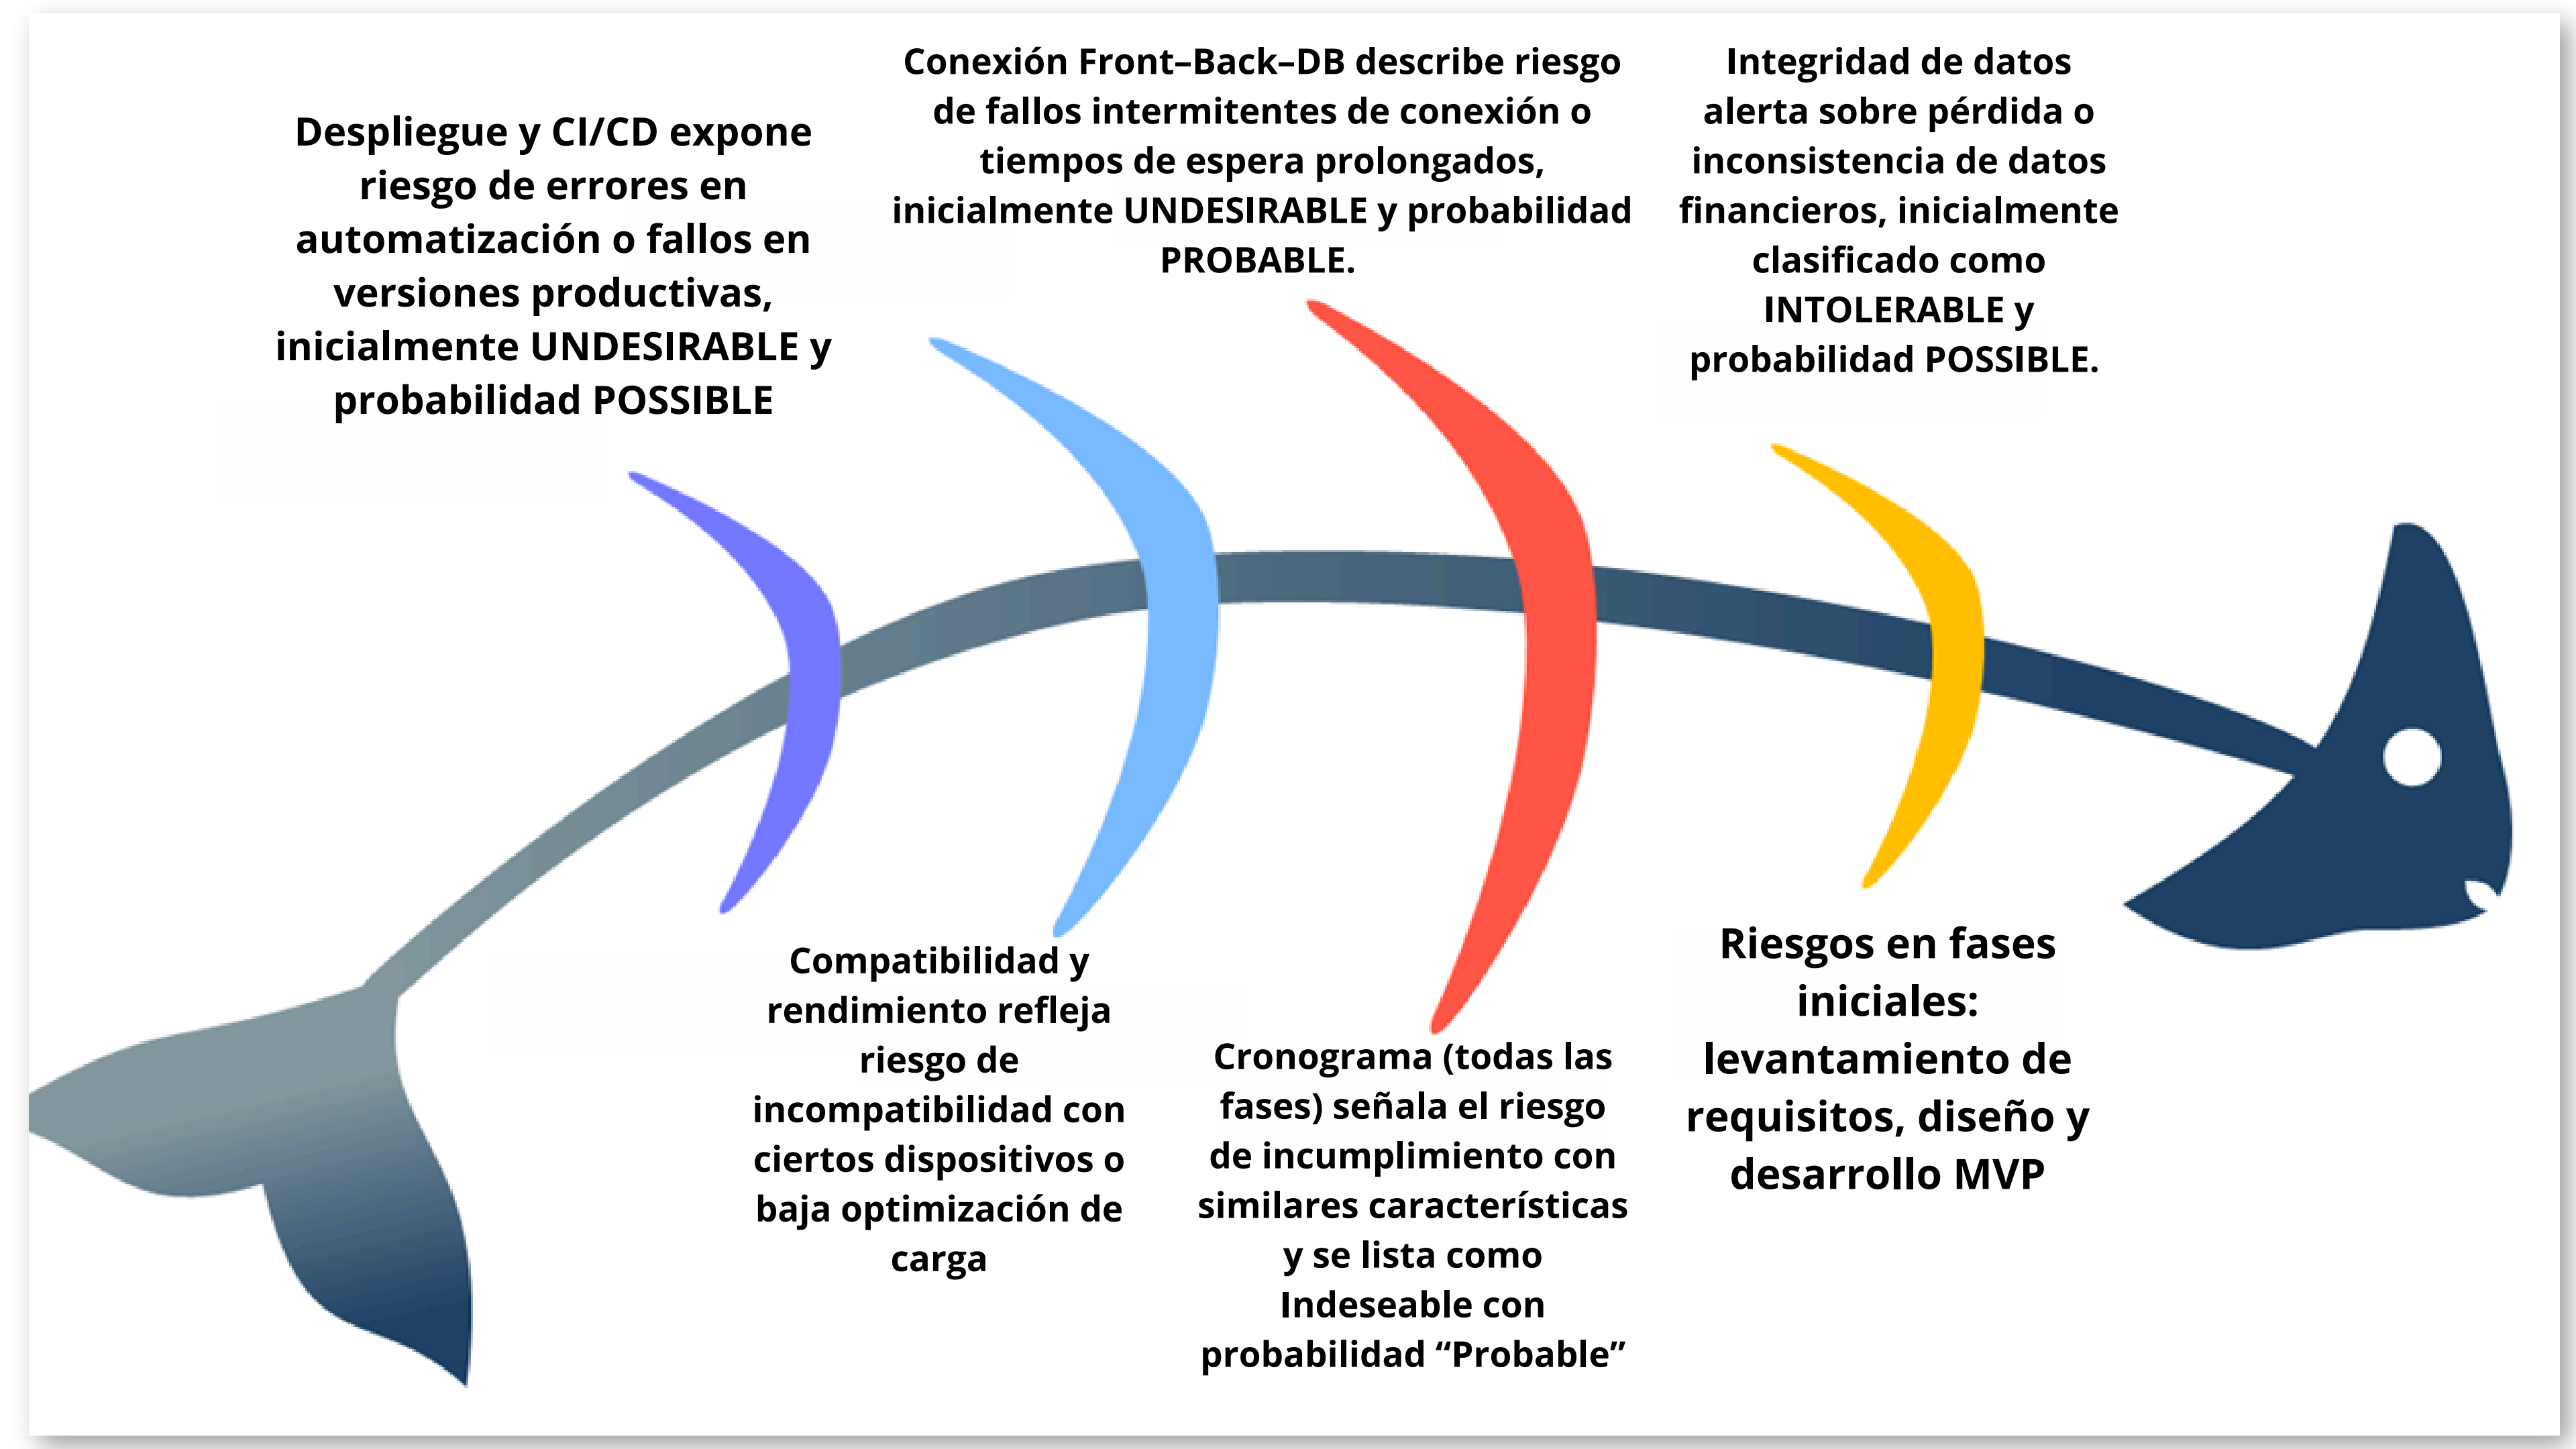 Despliegue y CI/CD expone
riesgo de errores en
automatización o fallos en
versiones productivas,
inicialmente UNDESIRABLE y
probabilidad POSSIBLE
Conexión Front–Back–DB describe riesgo
de fallos intermitentes de conexión o
tiempos de espera prolongados,
inicialmente UNDESIRABLE y probabilidad
PROBABLE.
Integridad de datos
alerta sobre pérdida o
inconsistencia de datos
financieros, inicialmente
clasificado como
INTOLERABLE y
probabilidad POSSIBLE.
Compatibilidad y
rendimiento refleja
riesgo de
incompatibilidad con
ciertos dispositivos o
baja optimización de
carga
Cronograma (todas las
fases) señala el riesgo
de incumplimiento con
similares características
y se lista como
Indeseable con
probabilidad “Probable”
Riesgos en fases
iniciales:
levantamiento de
requisitos, diseño y
desarrollo MVP